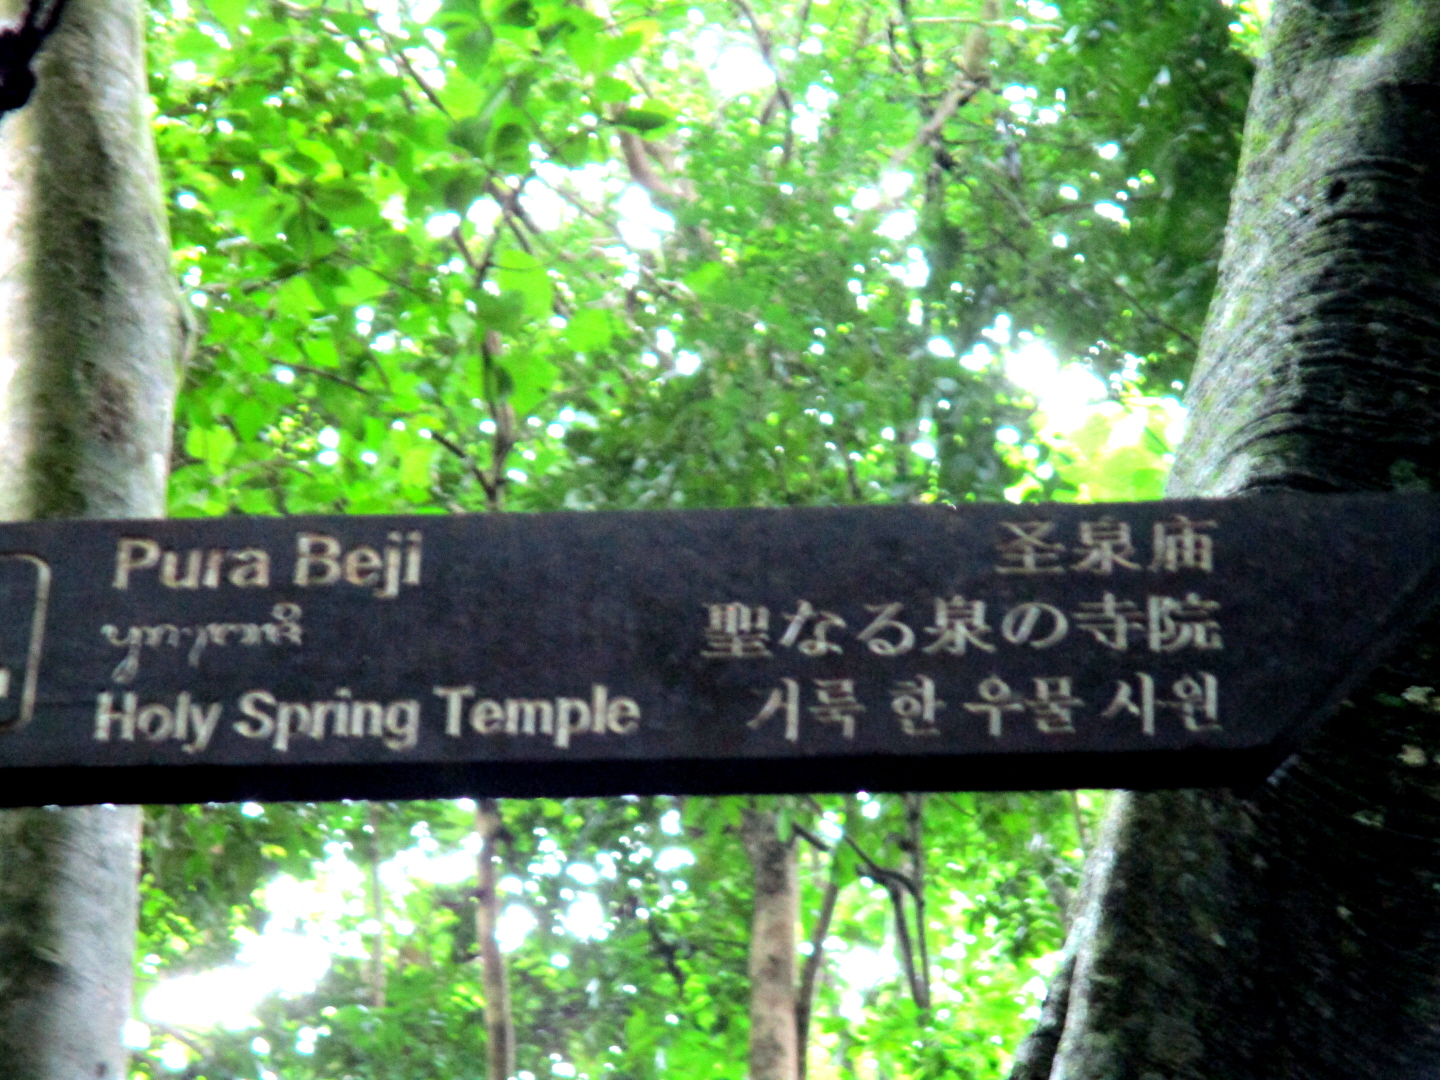 Pura Beji
Holy Spring Temple
圣泉庙
聖なる泉の寺院
거룩 한 우물 사원